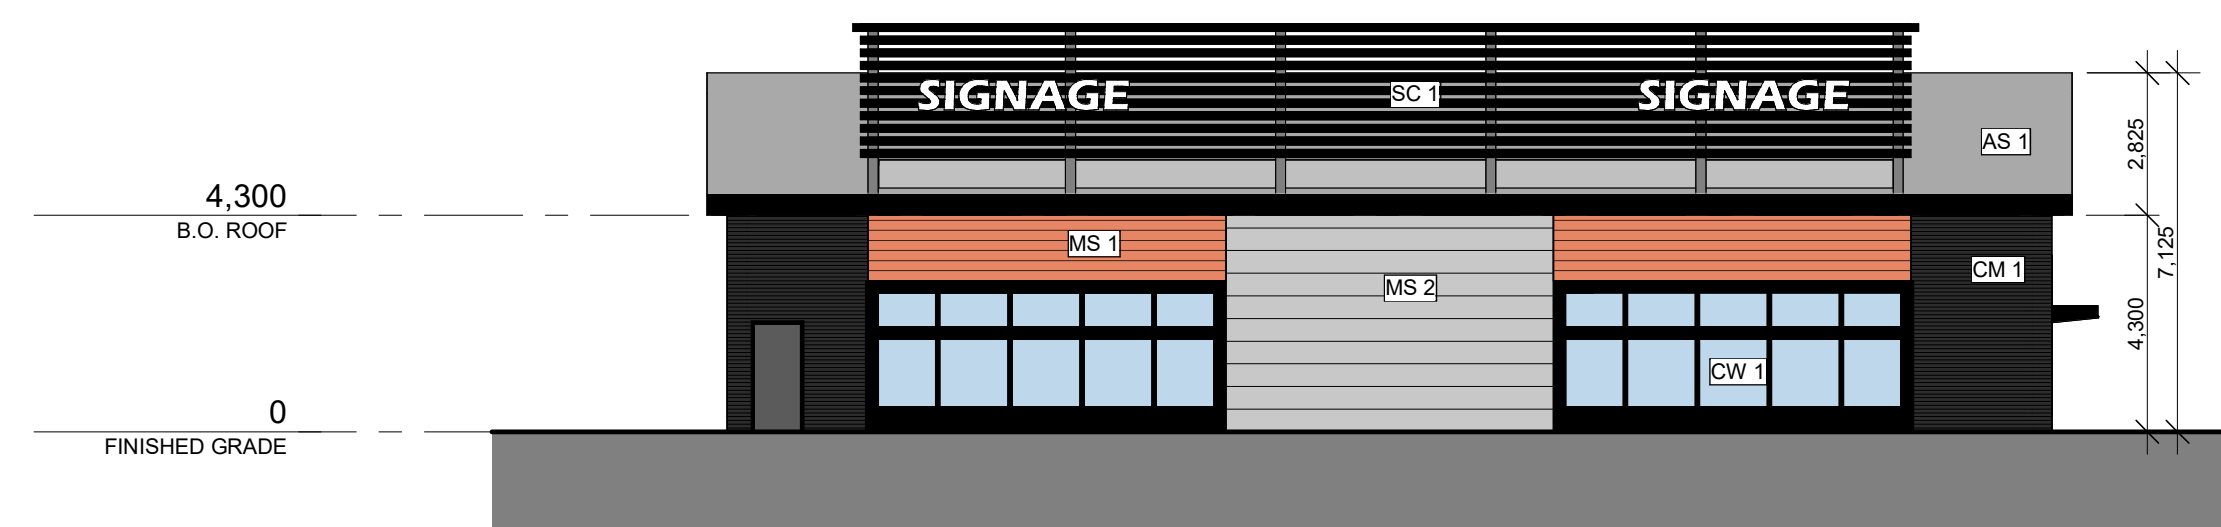 SIGNAGE
SC 1
SIGNAGE
AS 1
2,825
4,300
B.O. ROOF
MS 1
7,125
CM 1
MS 2
4,300
CW 1
0
FINISHED GRADE